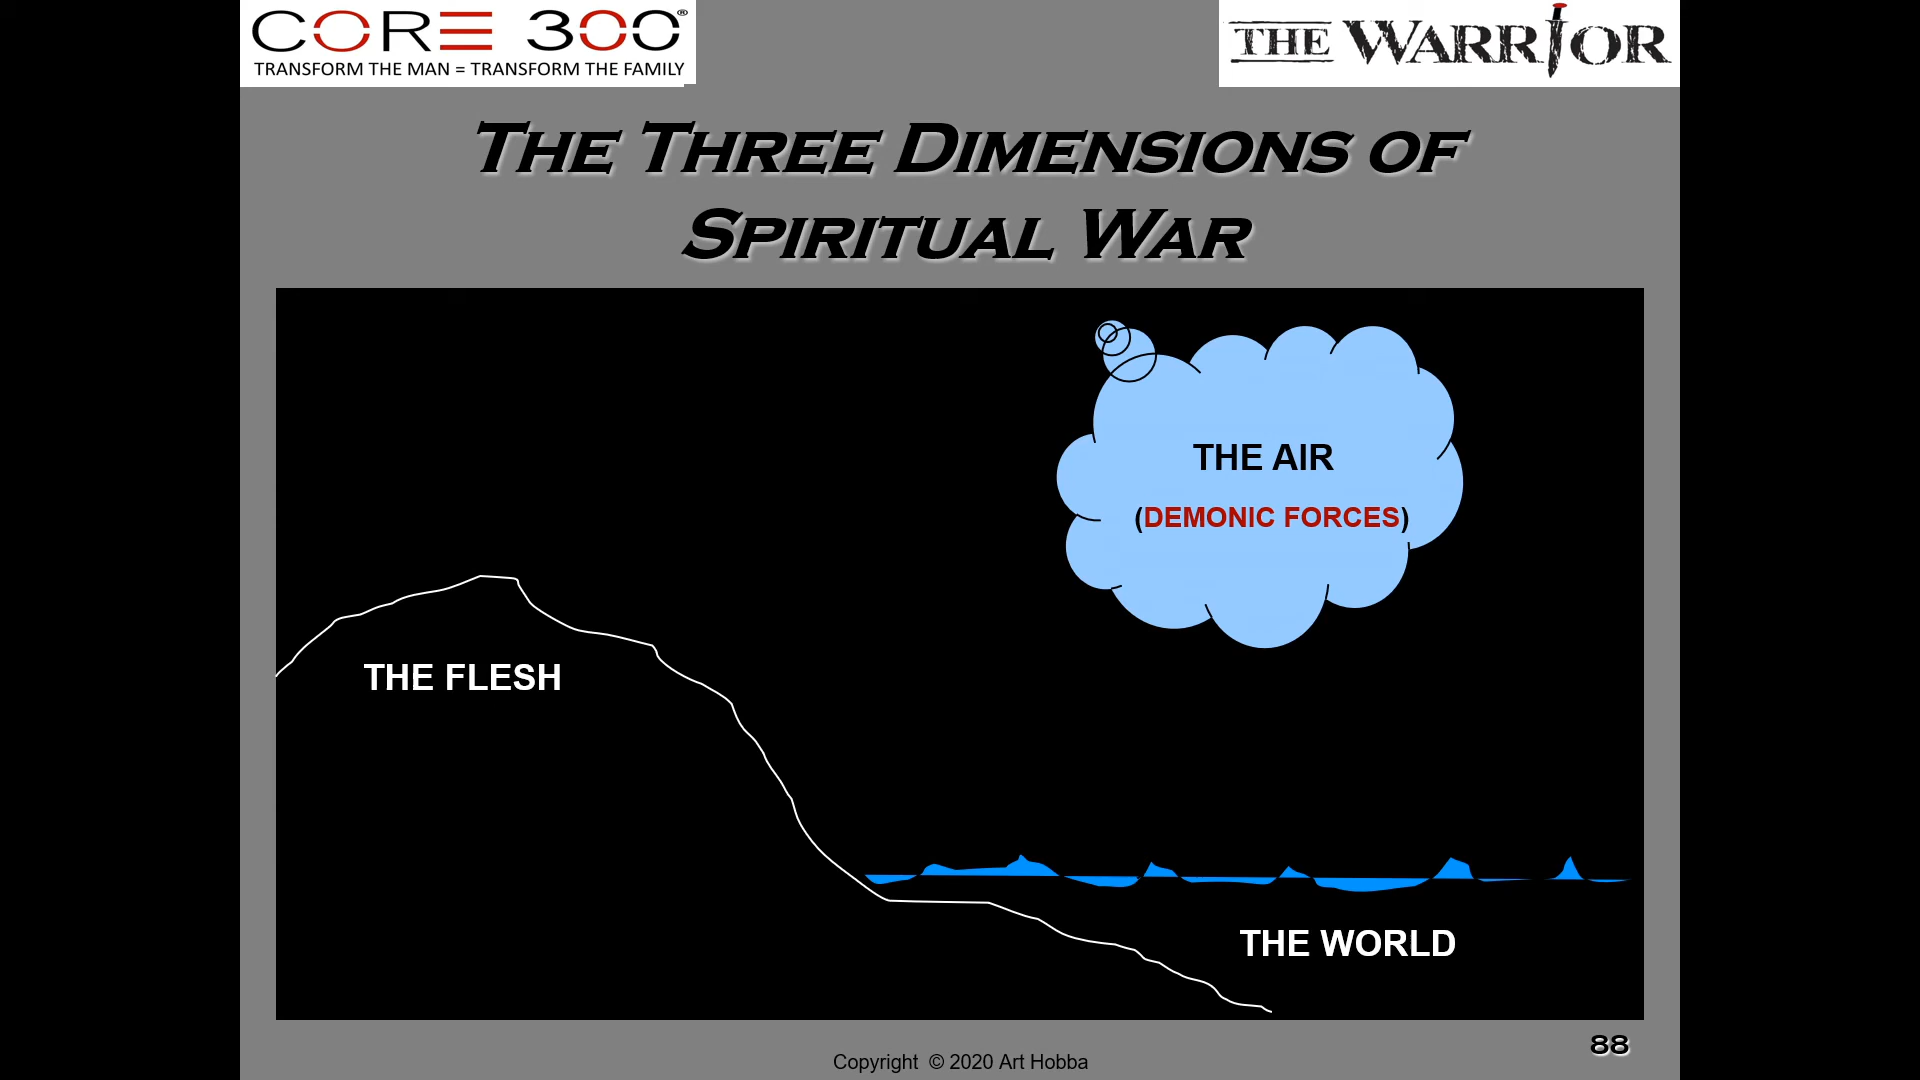 CORE 300®
TRANSFORM THE MAN = TRANSFORM THE FAMILY
THE WARRIOR
THE THREE DIMENSIONS OF
SPIRITUAL WAR
THE AIR
(DEMONIC FORCES)
THE FLESH
THE WORLD
88
Copyright © 2020 Art Hobba